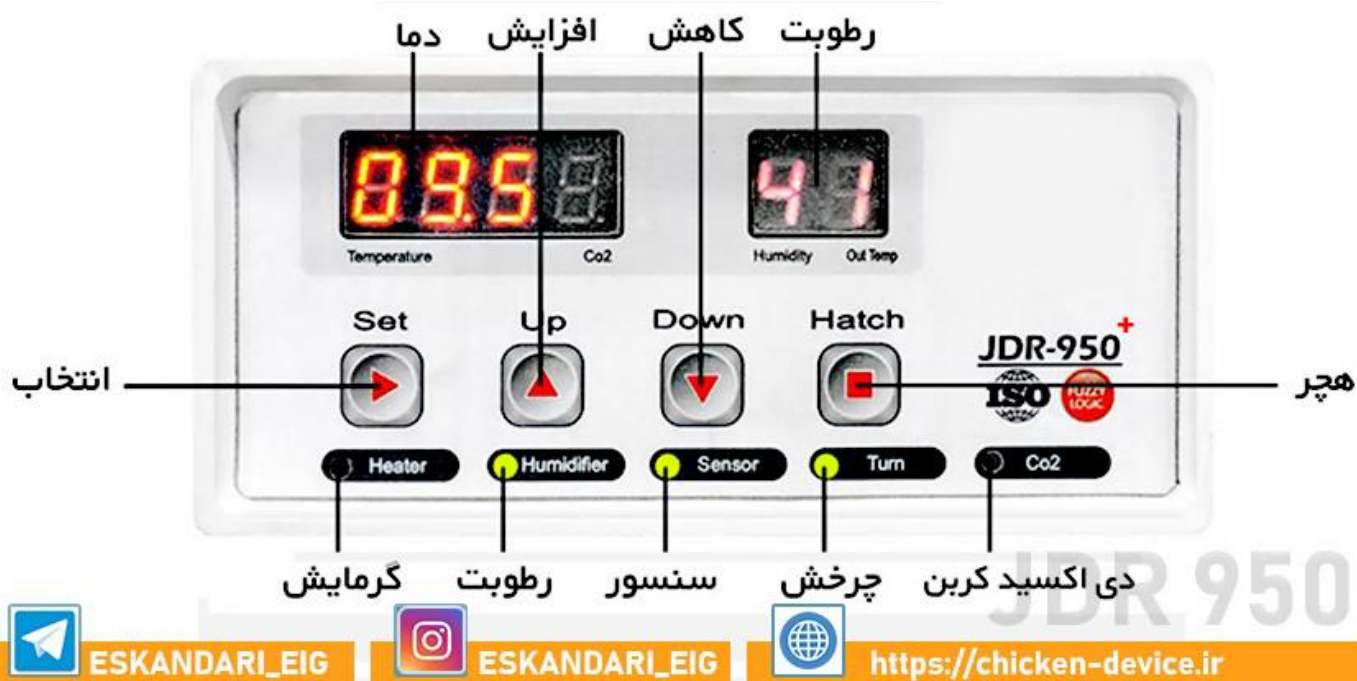 دما افزایش کاهش رطوبت
09.5 41
Temperature Co2 Humidity Out Temp
Set Up Down Hatch
JDR-950+
انتخاب
هچر
ISO FUZZY LOGIC
Heater Humidifier Sensor Turn Co2
گرمایش رطوبت سنسور چرخش دی اکسید کربن
JDR 950
ESKANDARI_EIG ESKANDARI_EIG https://chicken-device.ir